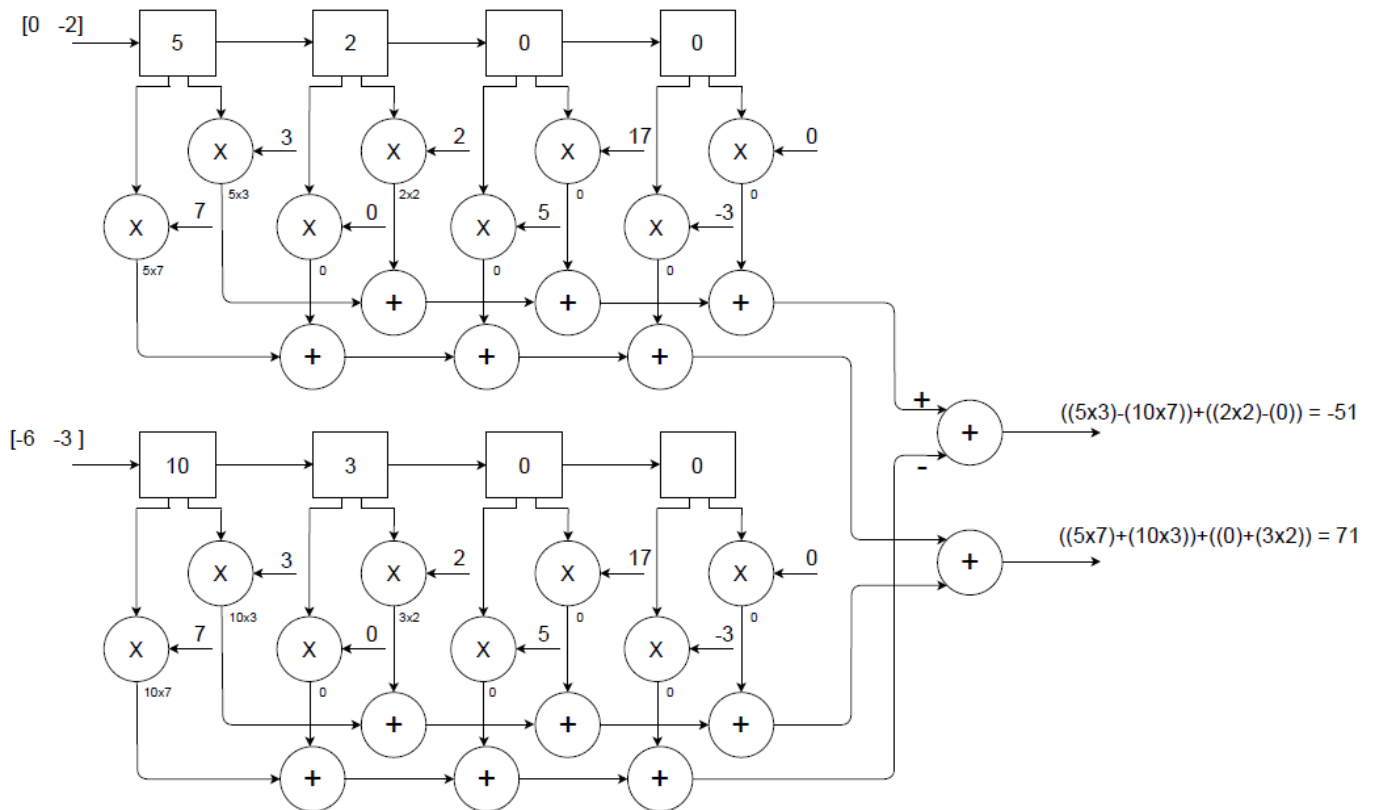 [0 -2]
5 2 0 0
3 2 17 0
X X X X
5x3 2x2 0 0
7 0 5 -3
X X X X
5x7 0 0 0
+ + +
+ + +
+
((5x3)-(10x7))+((2x2)-(0)) = -51
+
-
[-6 -3 ]
10 3 0 0
((5x7)+(10x3))+((0)+(3x2)) = 71
+
3 2 17 0
X X X X
10x3 3x2 0 0
7 0 5 -3
X X X X
10x7 0 0 0
+ + +
+ + +